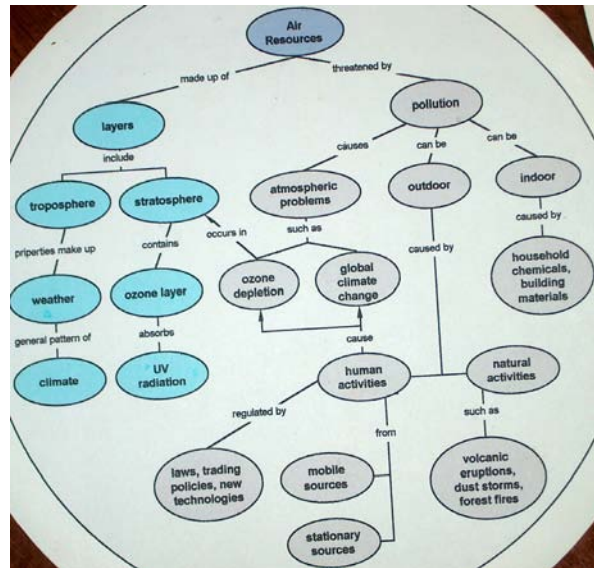 Air
Resources
made up of
threatened by
layers
pollution
include
causes
can be
can be
troposphere
stratosphere
atmospheric
problems
outdoor
indoor
priperties make up
contains
occurs in
such as
caused by
caused by
weather
ozone layer
ozone
depletion
global
climate
change
household
chemicals,
building
materials
general pattern of
absorbs
cause
climate
UV
radiation
human
activities
natural
activities
regulated by
from
such as
laws, trading
policies, new
technologies
mobile
sources
volcanic
eruptions,
dust storms,
forest fires
stationary
sources